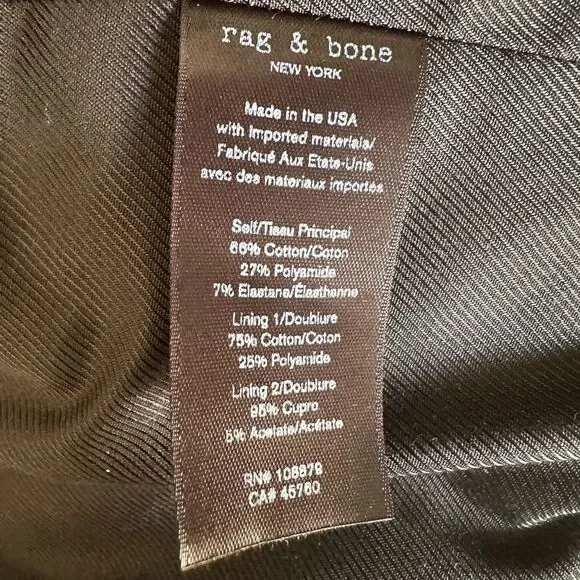 rag & bone
NEW YORK
Made in the USA
with Imported materials/
Fabriqué Aux Etats-Unis
avec des materiaux importes
Self/Tissu Principal
66% Cotton/Coton
27% Polyamide
7% Elastane/Élasthanne
Lining 1/Doublure
75% Cotton/Coton
25% Polyamide
Lining 2/Doublure
95% Cupro
5% Acetate/Acétate
RN#
CA# 45760